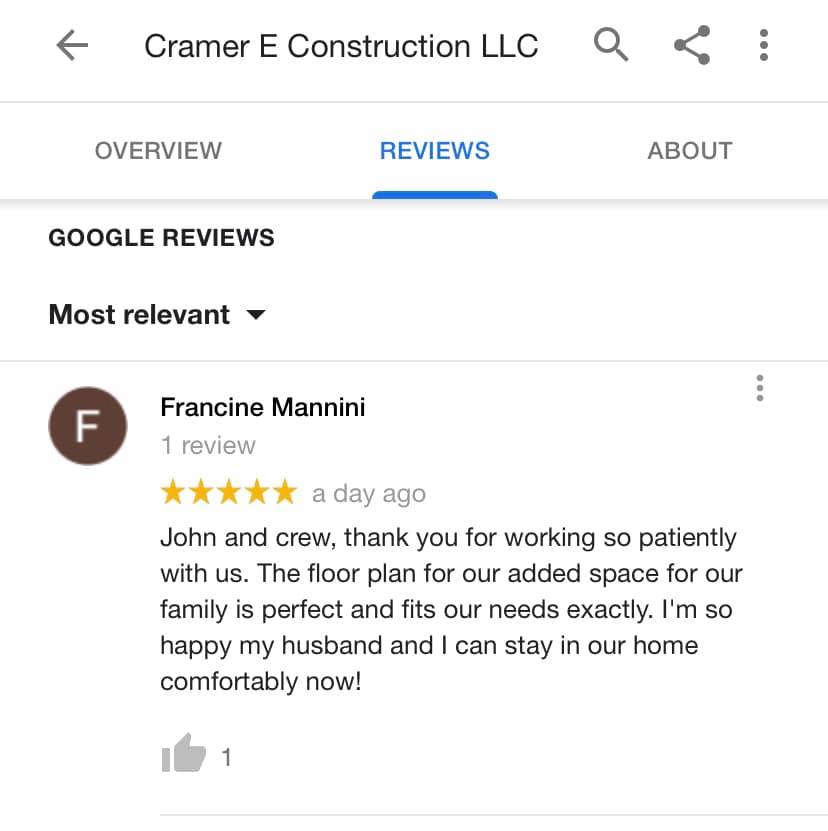 Cramer E Construction LLC
OVERVIEW REVIEWS ABOUT
GOOGLE REVIEWS
Most relevant
F
Francine Mannini
1 review
a day ago
John and crew, thank you for working so patiently
with us. The floor plan for our added space for our
family is perfect and fits our needs exactly. I'm so
happy my husband and I can stay in our home
comfortably now!
1